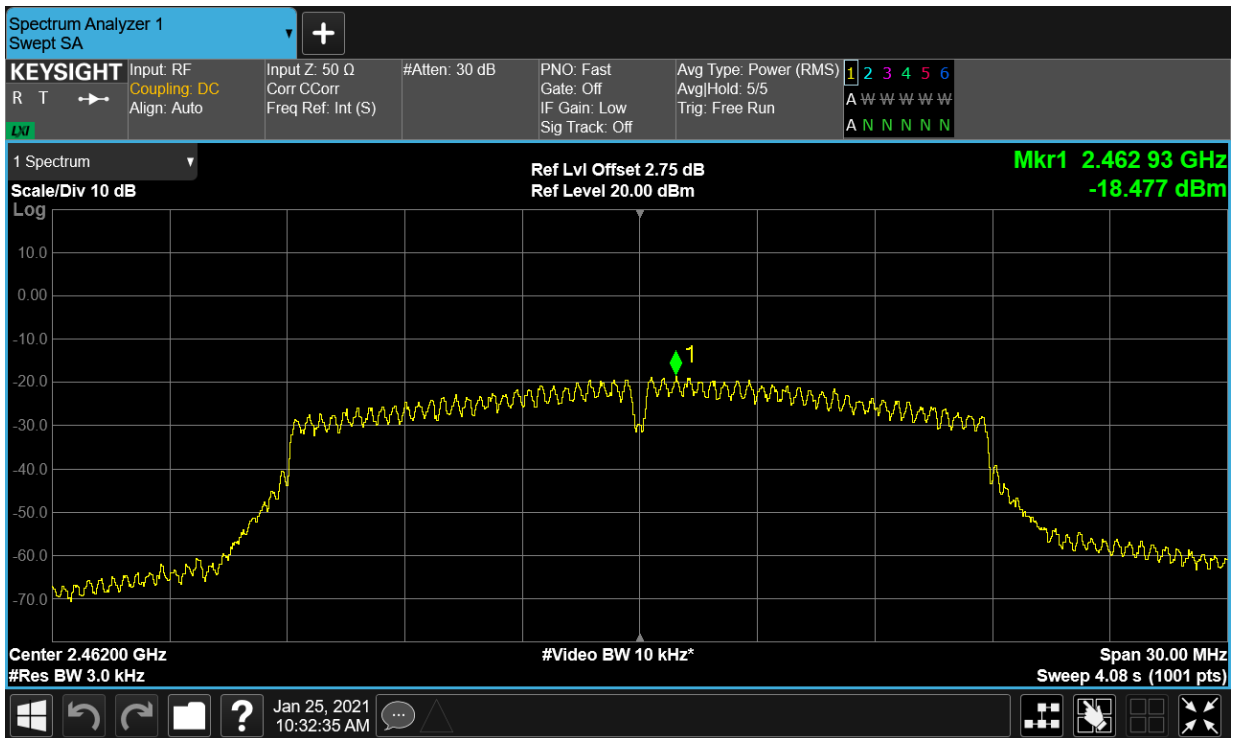 Spectrum Analyzer 1
Swept SA
+
KEYSIGHT
R T
LXI
Input: RF
Coupling: DC
Align: Auto
Input Z: 50 Ω
Corr CCorr
Freq Ref: Int (S)
#Atten: 30 dB
PNO: Fast
Gate: Off
IF Gain: Low
Sig Track: Off
Avg Type: Power (RMS)
Avg|Hold: 5/5
Trig: Free Run
1 2 3 4 5 6
A W W W W W
A N N N N N
1 Spectrum
Scale/Div 10 dB
Log
Ref Lvl Offset 2.75 dB
Ref Level 20.00 dBm
Mkr1 2.462 93 GHz
-18.477 dBm
10.0
0.00
-10.0
1
-20.0
-30.0
-40.0
-50.0
-60.0
-70.0
Center 2.46200 GHz
#Res BW 3.0 kHz
#Video BW 10 kHz*
Span 30.00 MHz
Sweep 4.08 s (1001 pts)
?
Jan 25, 2021
10:32:35 AM